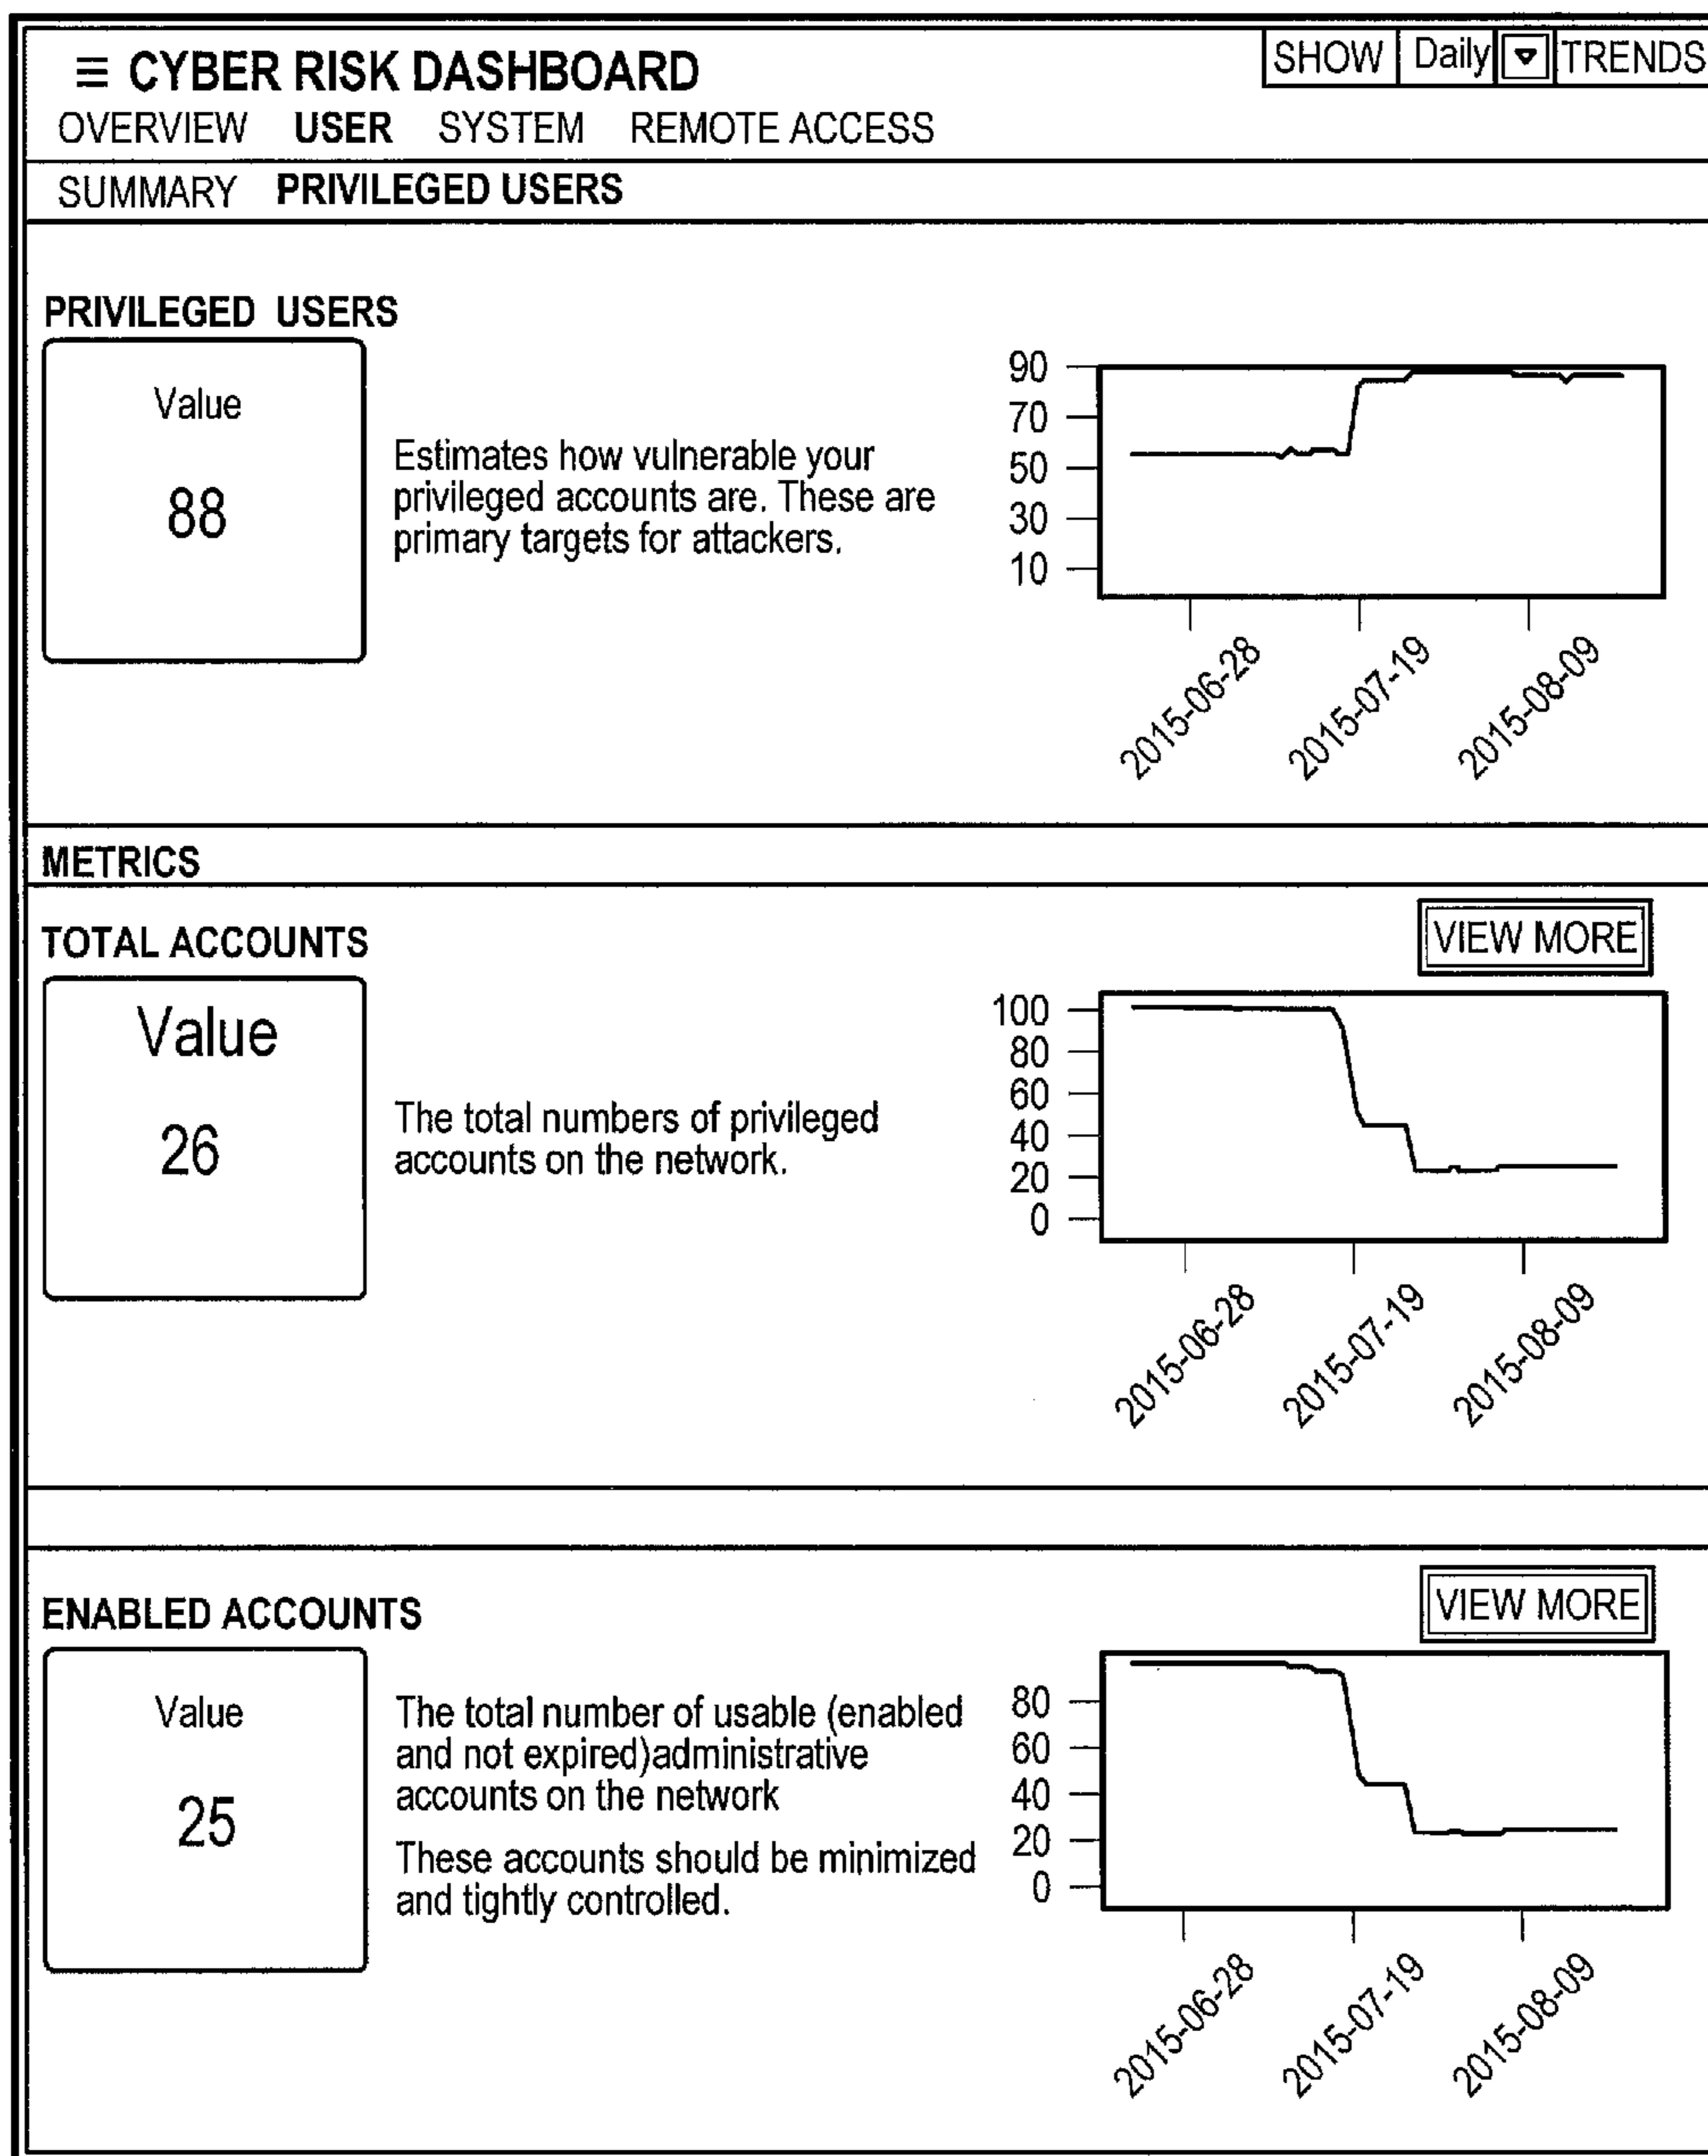 ≡ CYBER RISK DASHBOARD
SHOW Daily TRENDS
OVERVIEW USER SYSTEM REMOTE ACCESS
SUMMARY PRIVILEGED USERS
PRIVILEGED USERS
Value
88
Estimates how vulnerable your
privileged accounts are. These are
primary targets for attackers.
90
70
50
30
10
2015-06-28
2015-07-19
2015-08-09
METRICS
TOTAL ACCOUNTS
VIEW MORE
Value
26
The total numbers of privileged
accounts on the network.
100
80
60
40
20
0
2015-06-28
2015-07-19
2015-08-09
ENABLED ACCOUNTS
VIEW MORE
Value
25
The total number of usable (enabled
and not expired)administrative
accounts on the network
These accounts should be minimized
and tightly controlled.
80
60
40
20
0
2015-06-28
2015-07-19
2015-08-09